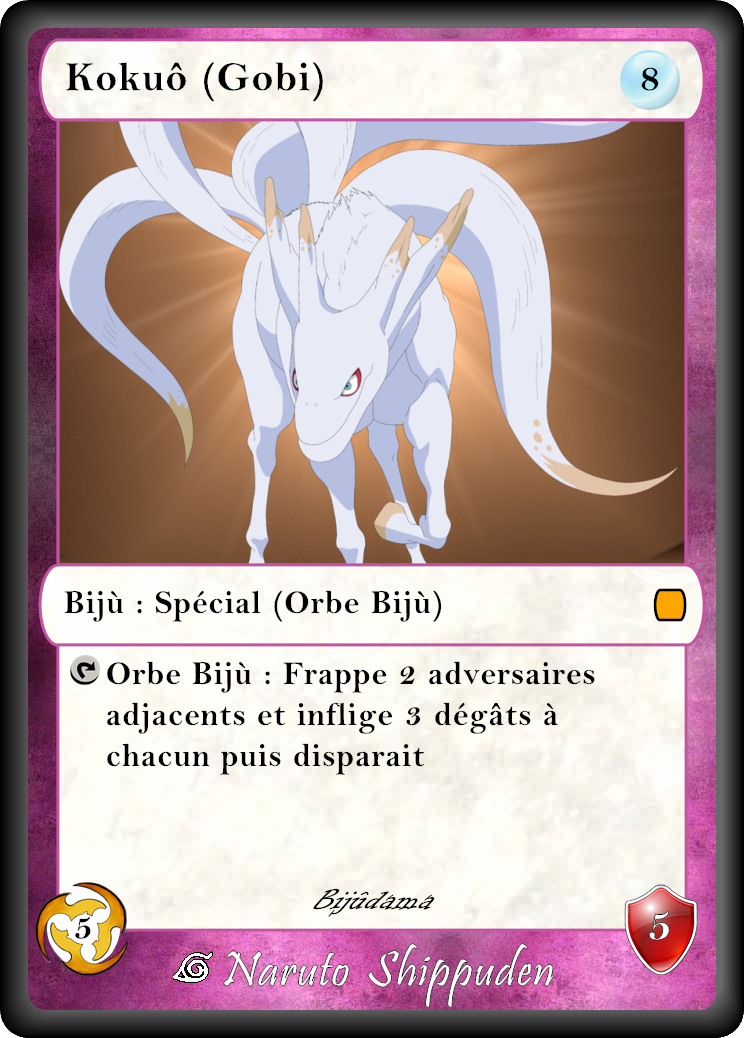 Kokuô (Gobi)
8
Bijù : Spécial (Orbe Bijù)
Orbe Bijù : Frappe 2 adversaires
adjacents et inflige 3 dégâts à
chacun puis disparait
Bijûdama
5
5
Naruto Shippuden